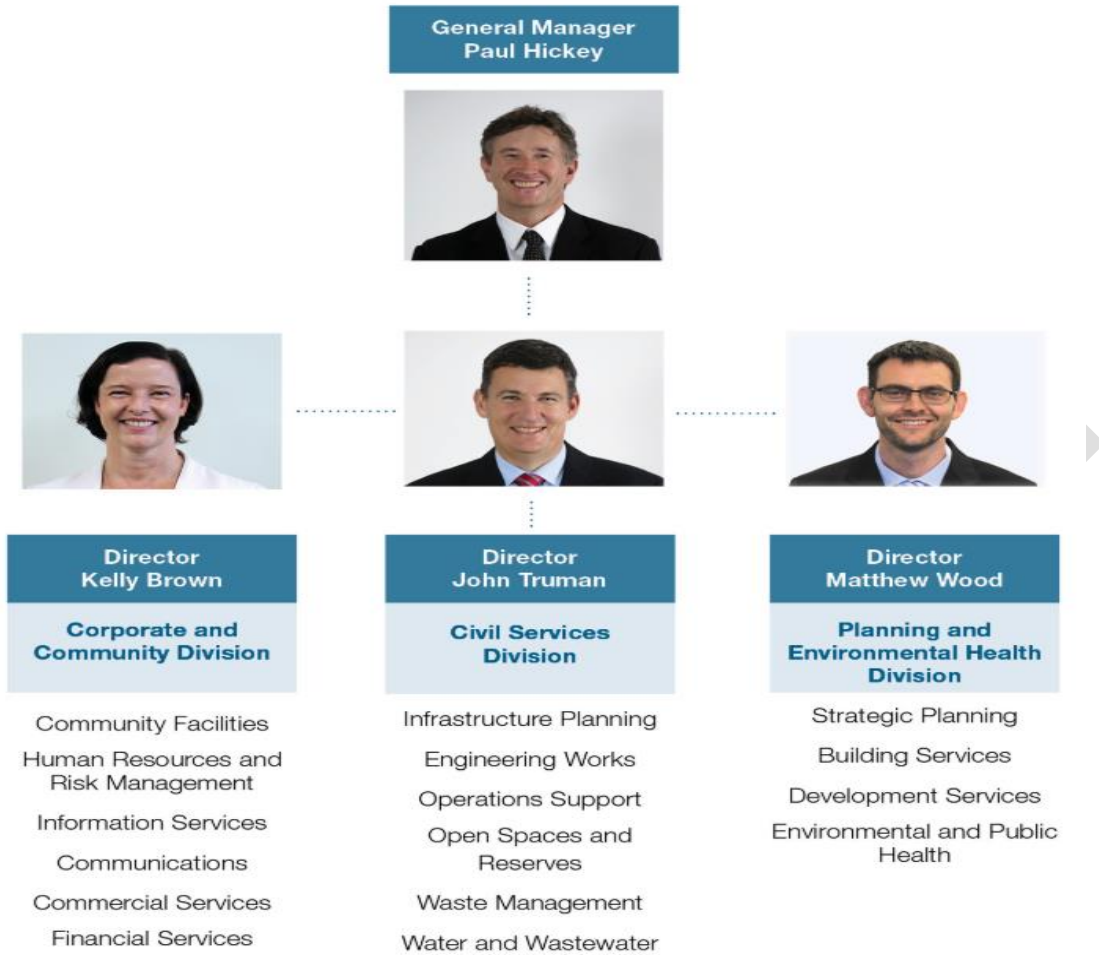 General Manager
Paul Hickey
Director
Kelly Brown
Corporate and
Community Division
Community Facilities
Human Resources and
Risk Management
Information Services
Communications
Commercial Services
Financial Services
Director
John Truman
Civil Services
Division
Infrastructure Planning
Engineering Works
Operations Support
Open Spaces and
Reserves
Waste Management
Water and Wastewater
Director
Matthew Wood
Planning and
Environmental Health
Division
Strategic Planning
Building Services
Development Services
Environmental and Public
Health